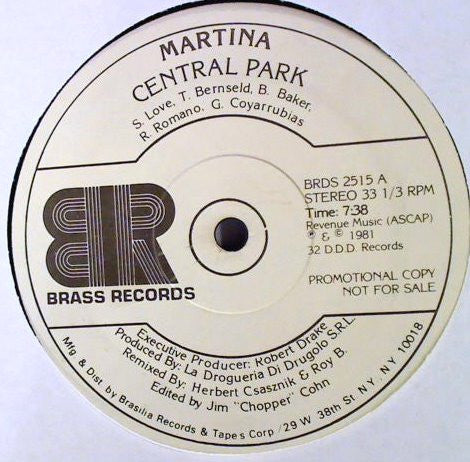 MARTINA
CENTRAL PARK
S. Love, T. Bernseld, B. Baker,
R. Romano, G. Coyarrubias
BRDS 2515 A
STEREO 33 1/3 RPM
Time: 7:38
Revenue Music (ASCAP)
℗ & © 1981
32 D.D.D. Records
PROMOTIONAL COPY
NOT FOR SALE
BR
BRASS RECORDS
Executive Producer: Robert Drake
Produced By: La Drogueria Di Drugolo S.R.L.
Remixed By: Herbert Csasznik & Roy B.
Edited by Jim "Chopper" Cohn
Mfg & Dist by Brasilia Records & Tapes Corp / 29 W 38th St N.Y., NY 10018